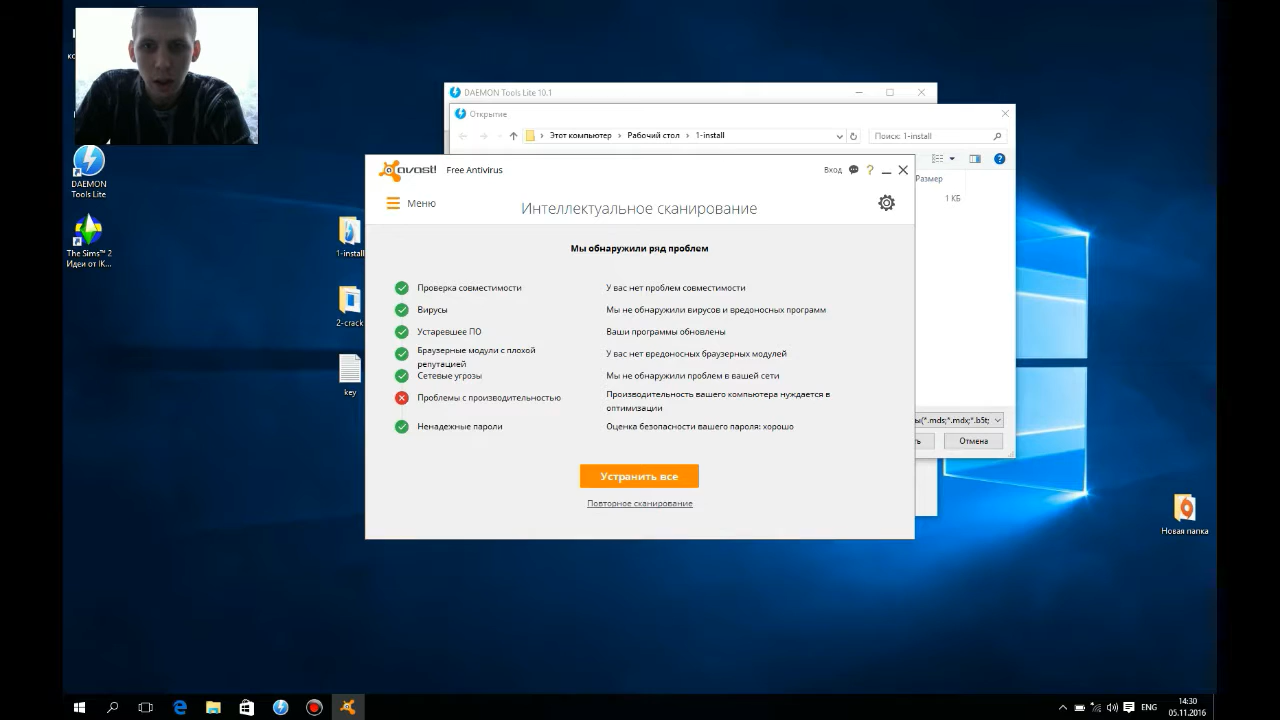 DAEMON Tools Lite 10.1
Открытие
Этот компьютер
Рабочий стол
1-install
Поиск: 1-install
Размер
1 КБ
avast!
Free Antivirus
Вход
Меню
Интеллектуальное сканирование
Мы обнаружили ряд проблем
Проверка совместимости
У вас нет проблем совместимости
Вирусы
Мы не обнаружили вирусов и вредоносных программ
Устаревшее ПО
Ваши программы обновлены
Браузерные модули с плохой
репутацией
У вас нет вредоносных браузерных модулей
Сетевые угрозы
Мы не обнаружили проблем в вашей сети
Проблемы с производительностью
Производительность вашего компьютера нуждается в
оптимизации
Ненадежные пароли
Оценка безопасности вашего пароля: хорошо
Устранить все
Повторное сканирование
ы(*.mds;*.mdx;*.b5t;
ть
Отмена
DAEMON
Tools Lite
The Sims™ 2
Идеи от IK...
1-install
2-crack
key
Новая папка
ENG
14:30
05.11.2016